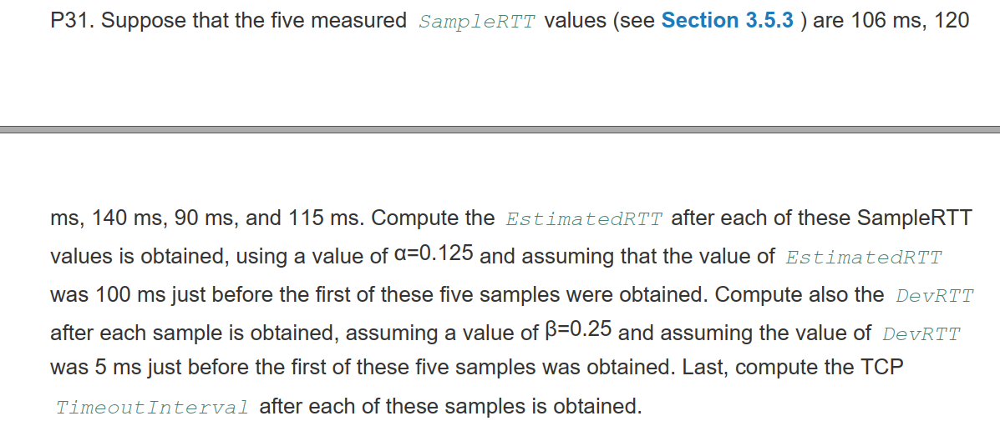 P31. Suppose that the five measured SampleRTT values (see Section 3.5.3 ) are 106 ms, 120
ms, 140 ms, 90 ms, and 115 ms. Compute the EstimatedRTT after each of these SampleRTT
values is obtained, using a value of α=0.125 and assuming that the value of EstimatedRTT
was 100 ms just before the first of these five samples were obtained. Compute also the DevRTT
after each sample is obtained, assuming a value of β=0.25 and assuming the value of DevRTT
was 5 ms just before the first of these five samples was obtained. Last, compute the TCP
TimeoutInterval after each of these samples is obtained.